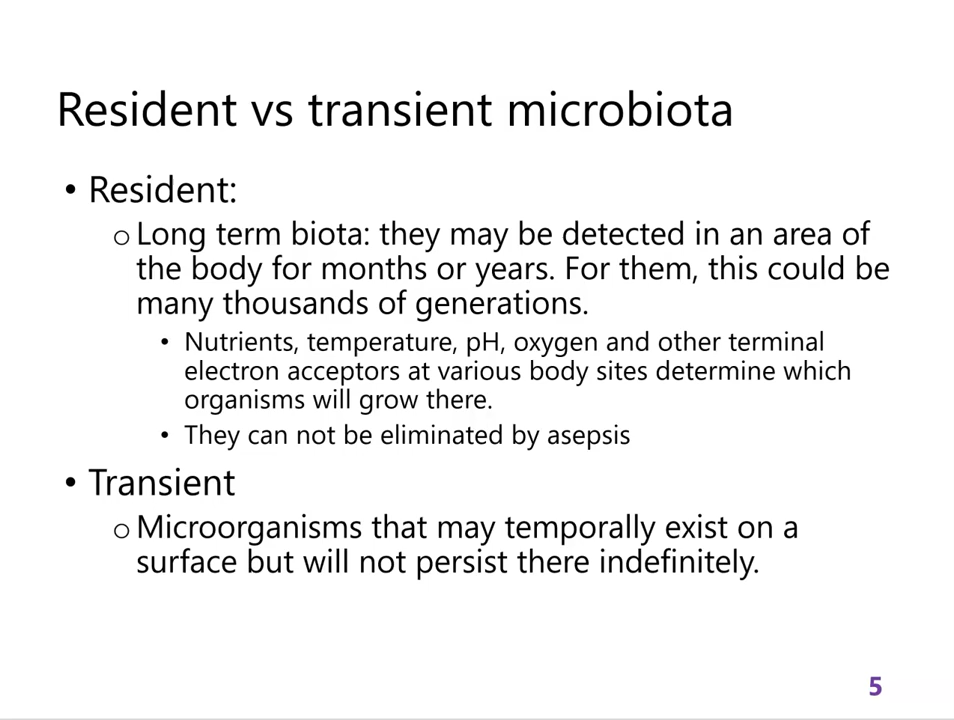 Resident vs transient microbiota
• Resident:
o Long term biota: they may be detected in an area of
the body for months or years. For them, this could be
many thousands of generations.
• Nutrients, temperature, pH, oxygen and other terminal
electron acceptors at various body sites determine which
organisms will grow there.
• They can not be eliminated by asepsis
• Transient
o Microorganisms that may temporally exist on a
surface but will not persist there indefinitely.
5